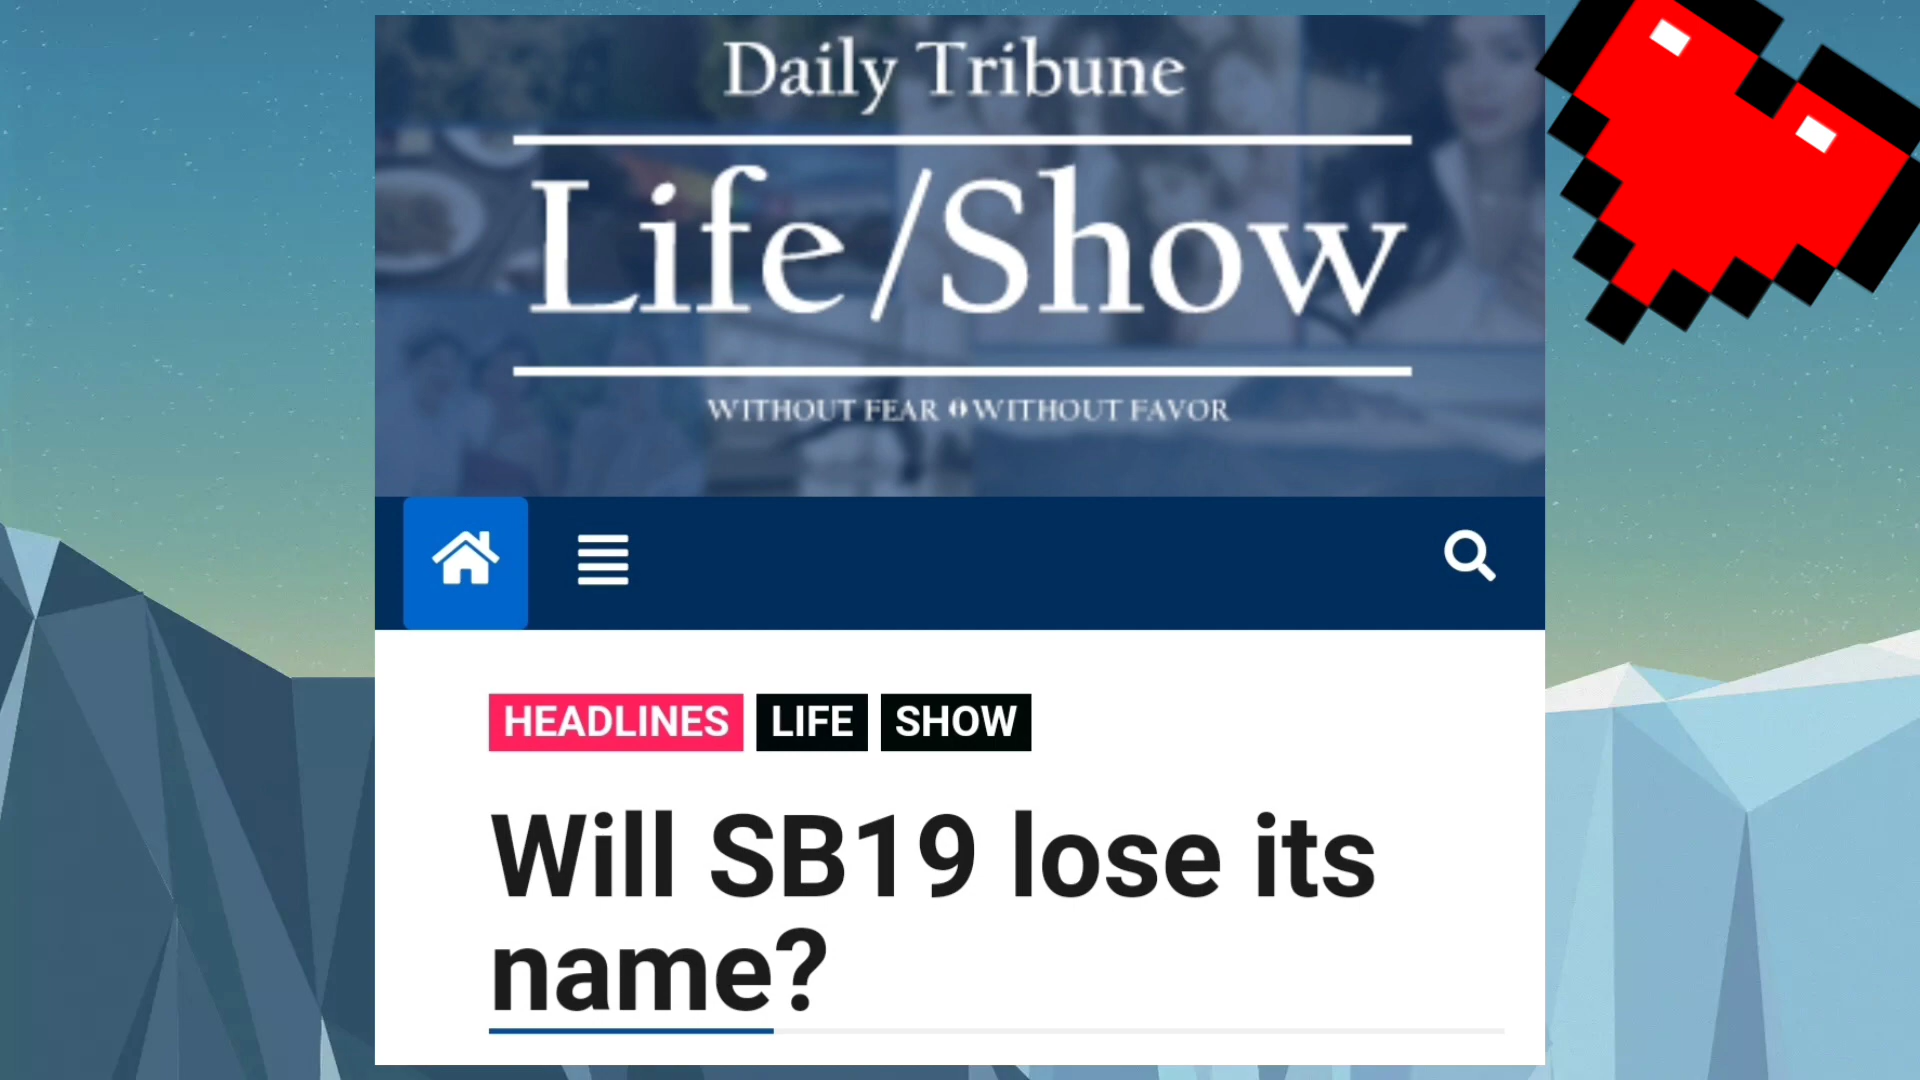 Daily Tribune
Life/Show
WITHOUT FEAR WITHOUT FAVOR
HEADLINES LIFE SHOW
Will SB19 lose its
name?